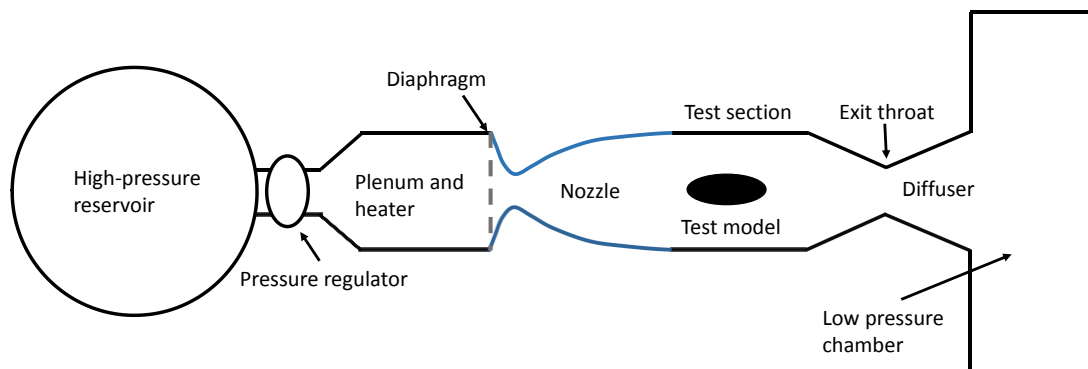 Diaphragm
Test section
Exit throat
High-pressure
reservoir
Plenum and
heater
Nozzle
Diffuser
Test model
Pressure regulator
Low pressure
chamber